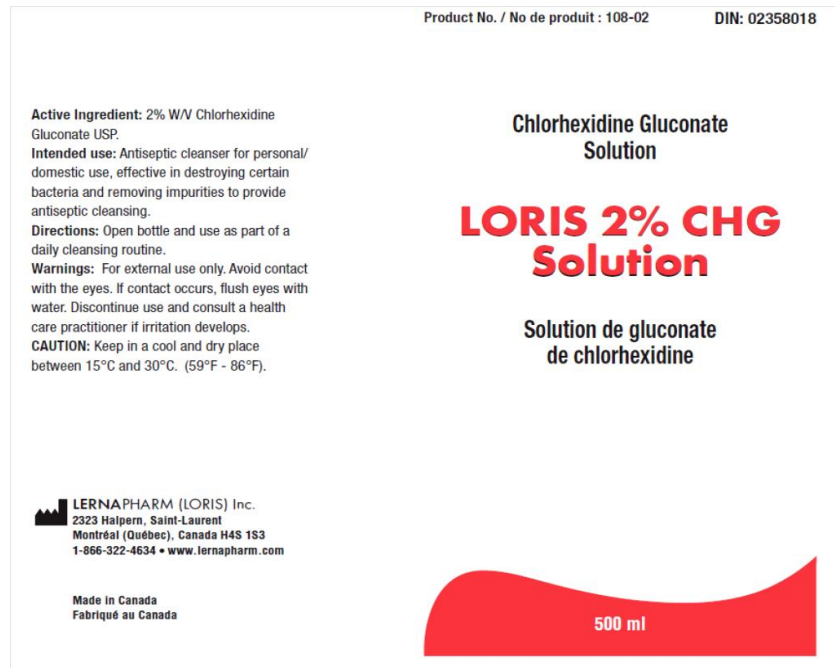 Product No. / No de produit : 108-02
DIN: 02358018
Active Ingredient: 2% W/V Chlorhexidine
Gluconate USP.
Intended use: Antiseptic cleanser for personal/
domestic use, effective in destroying certain
bacteria and removing impurities to provide
antiseptic cleansing.
Directions: Open bottle and use as part of a
daily cleansing routine.
Warnings: For external use only. Avoid contact
with the eyes. If contact occurs, flush eyes with
water. Discontinue use and consult a health
care practitioner if irritation develops.
CAUTION: Keep in a cool and dry place
between 15°C and 30°C. (59°F - 86°F).
LERNAPHARM (LORIS) Inc.
2323 Halpern, Saint-Laurent
Montréal (Québec), Canada H4S 1S3
1-866-322-4634 • www.lernapharm.com
Made in Canada
Fabriqué au Canada
Chlorhexidine Gluconate
Solution
LORIS 2% CHG
Solution
Solution de gluconate
de chlorhexidine
500 ml